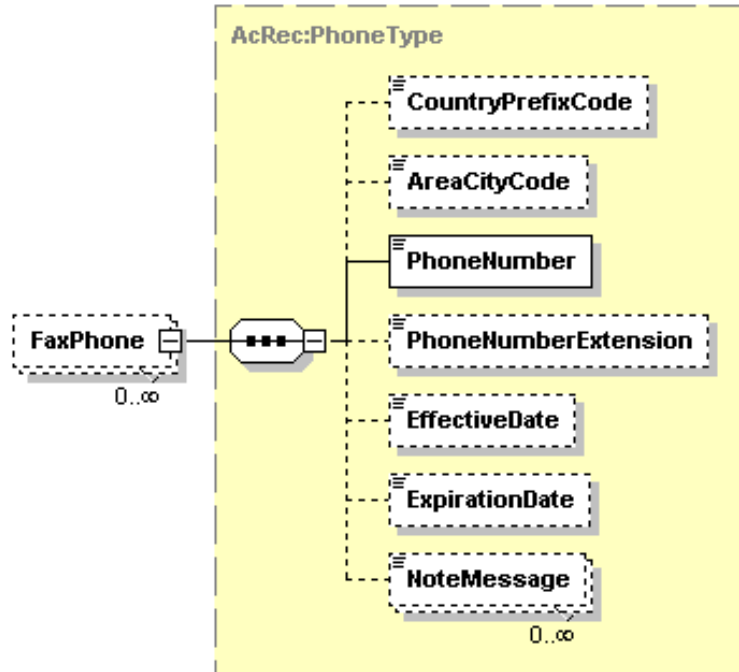 AcRec:PhoneType
CountryPrefixCode
AreaCityCode
PhoneNumber
FaxPhone
0..∞
PhoneNumberExtension
EffectiveDate
ExpirationDate
NoteMessage
0..∞